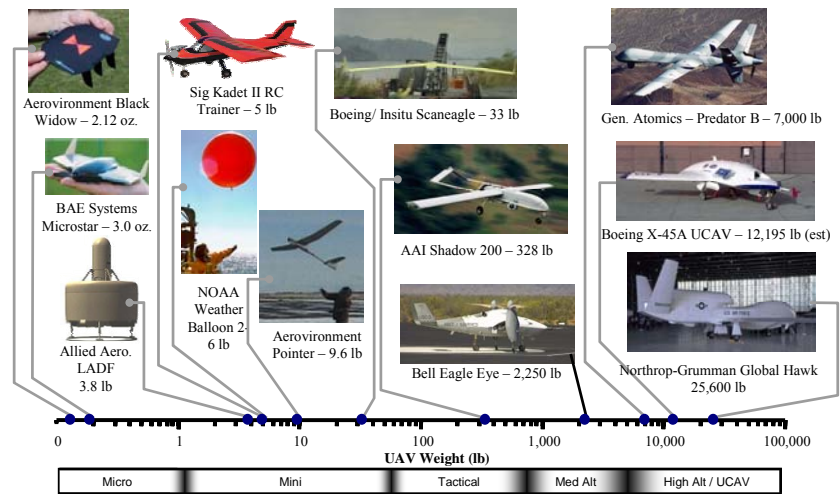 Aerovironment Black
Widow – 2.12 oz.
BAE Systems
Microstar – 3.0 oz.
Allied Aero.
LADF
3.8 lb
Sig Kadet II RC
Trainer – 5 lb
NOAA
Weather
Balloon 2-
6 lb
Aerovironment
Pointer – 9.6 lb
Boeing/ Insitu Scaneagle – 33 lb
AAI Shadow 200 – 328 lb
Bell Eagle Eye – 2,250 lb
Gen. Atomics – Predator B – 7,000 lb
Boeing X-45A UCAV – 12,195 lb (est)
Northrop-Grumman Global Hawk
25,600 lb
0 1 10 100 1,000 10,000 100,000
UAV Weight (lb)
Micro Mini Tactical Med Alt High Alt / UCAV